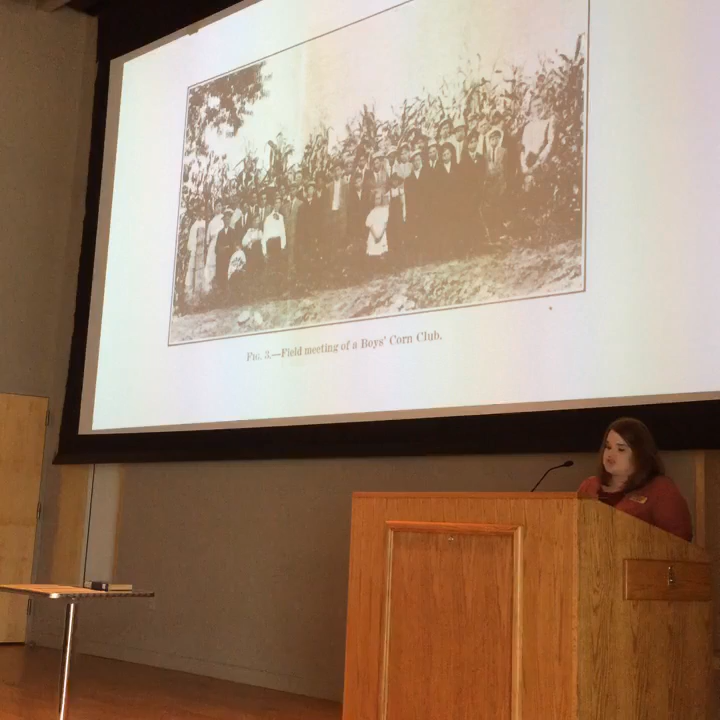 FIG. 3.—Field meeting of a Boys' Corn Club.